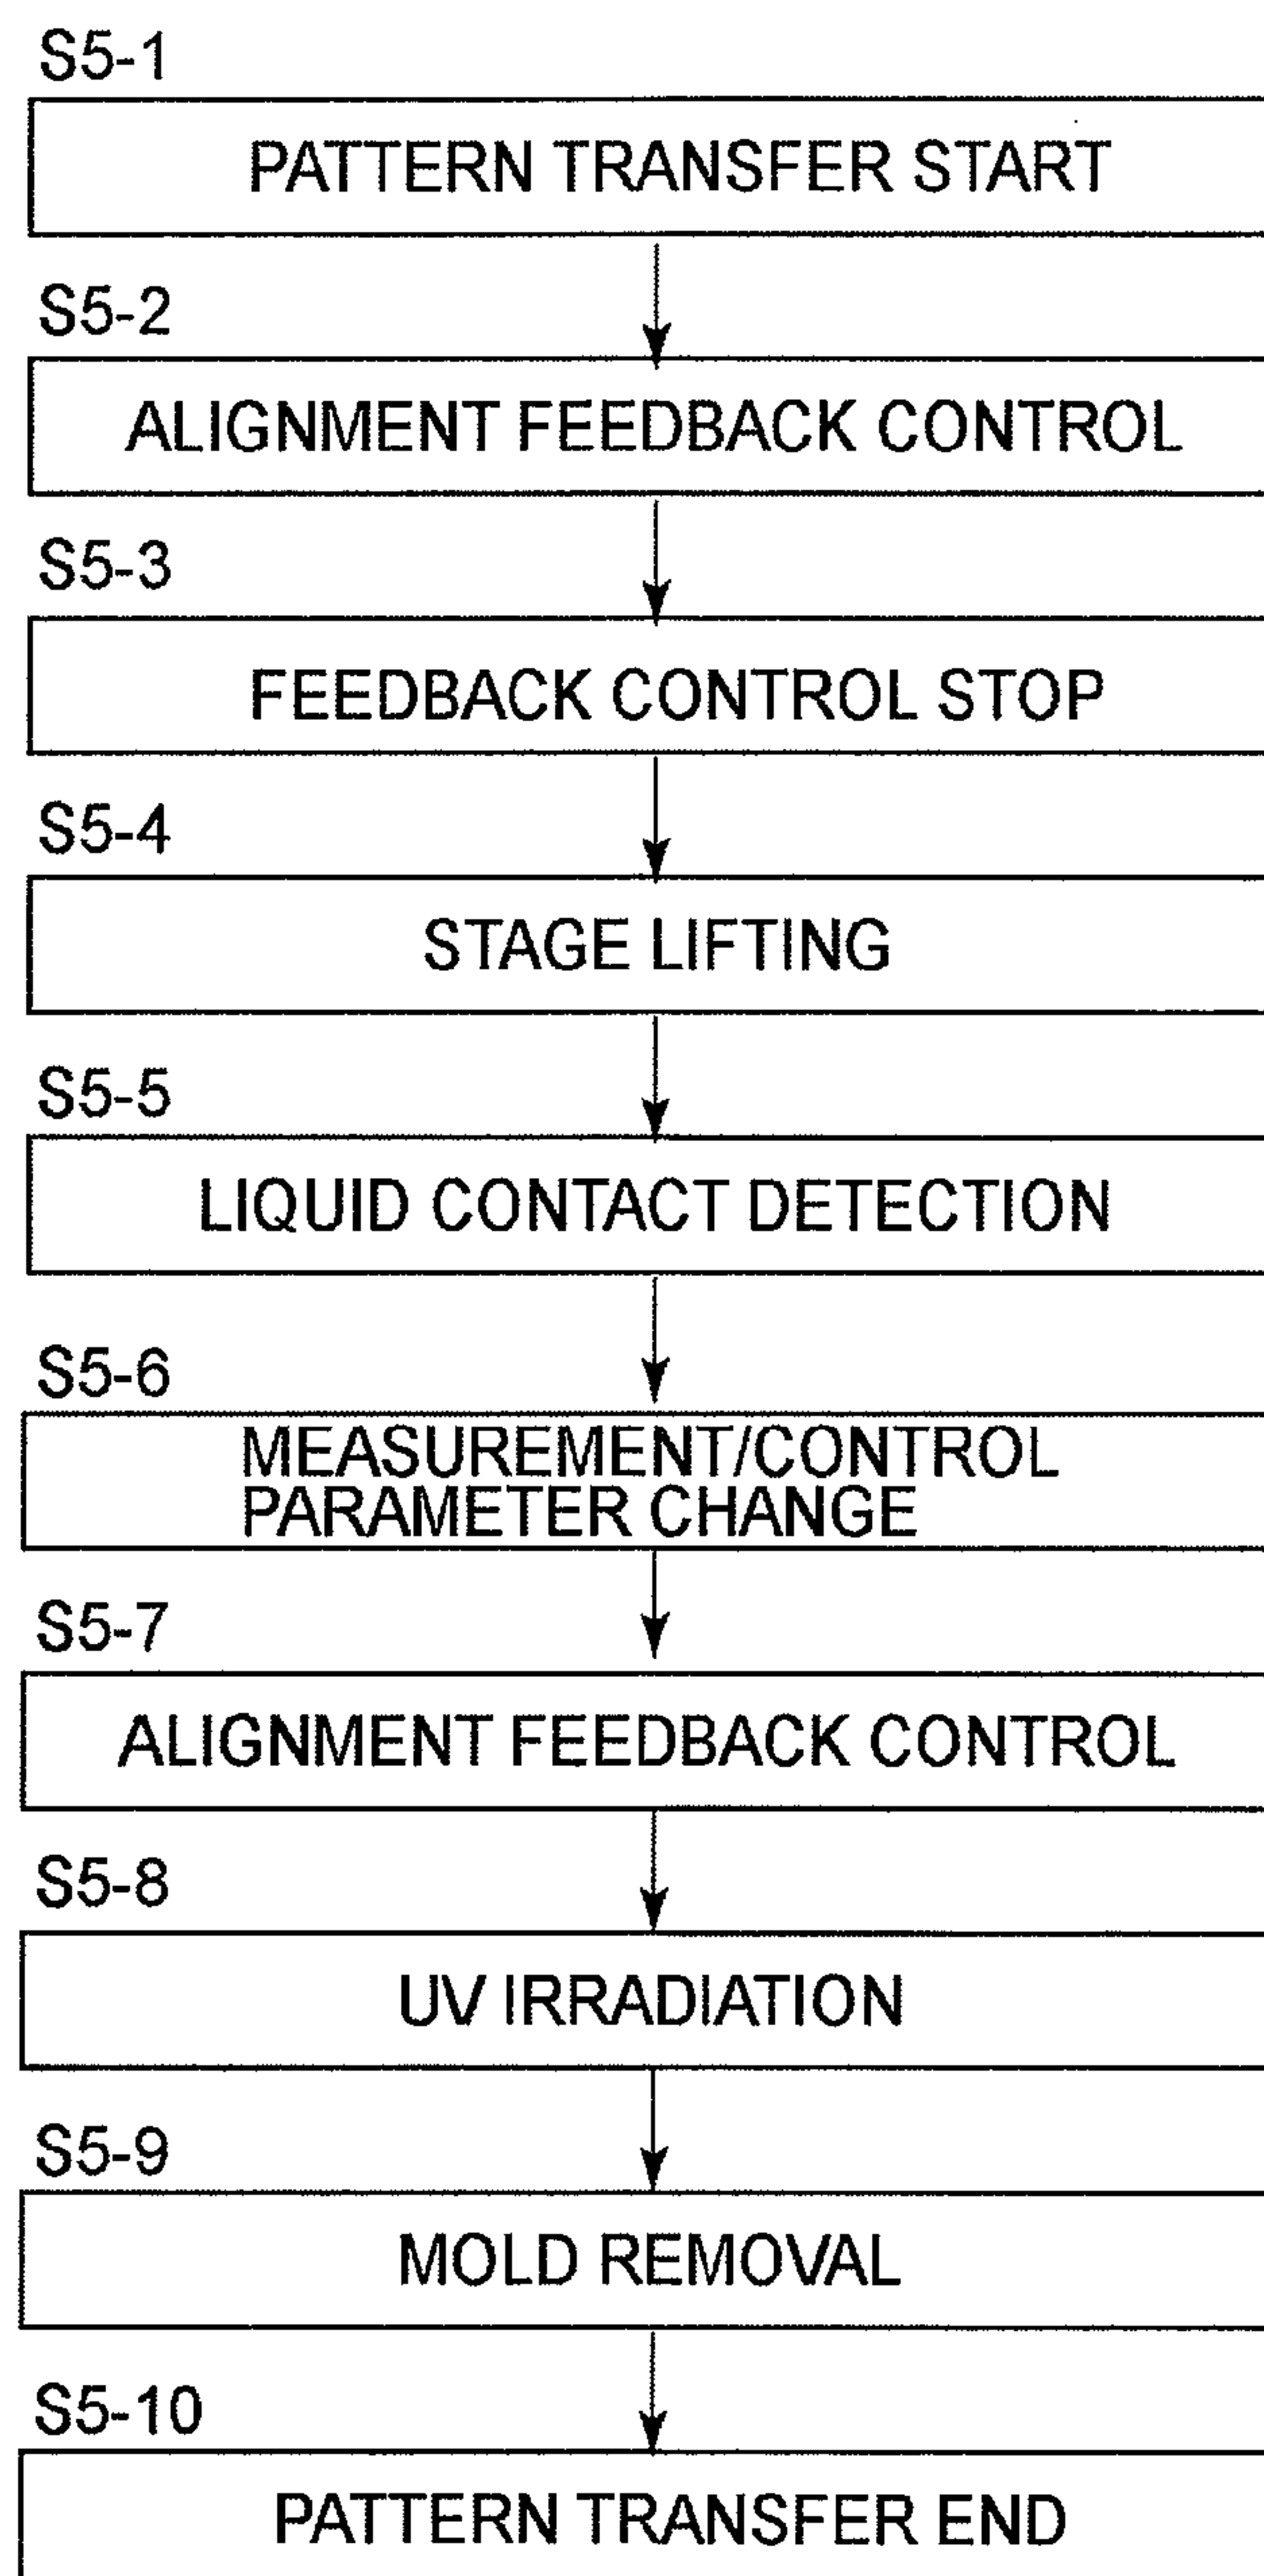 S5-1
PATTERN TRANSFER START
S5-2
ALIGNMENT FEEDBACK CONTROL
S5-3
FEEDBACK CONTROL STOP
S5-4
STAGE LIFTING
S5-5
LIQUID CONTACT DETECTION
S5-6
MEASUREMENT/CONTROL
PARAMETER CHANGE
S5-7
ALIGNMENT FEEDBACK CONTROL
S5-8
UV IRRADIATION
S5-9
MOLD REMOVAL
S5-10
PATTERN TRANSFER END